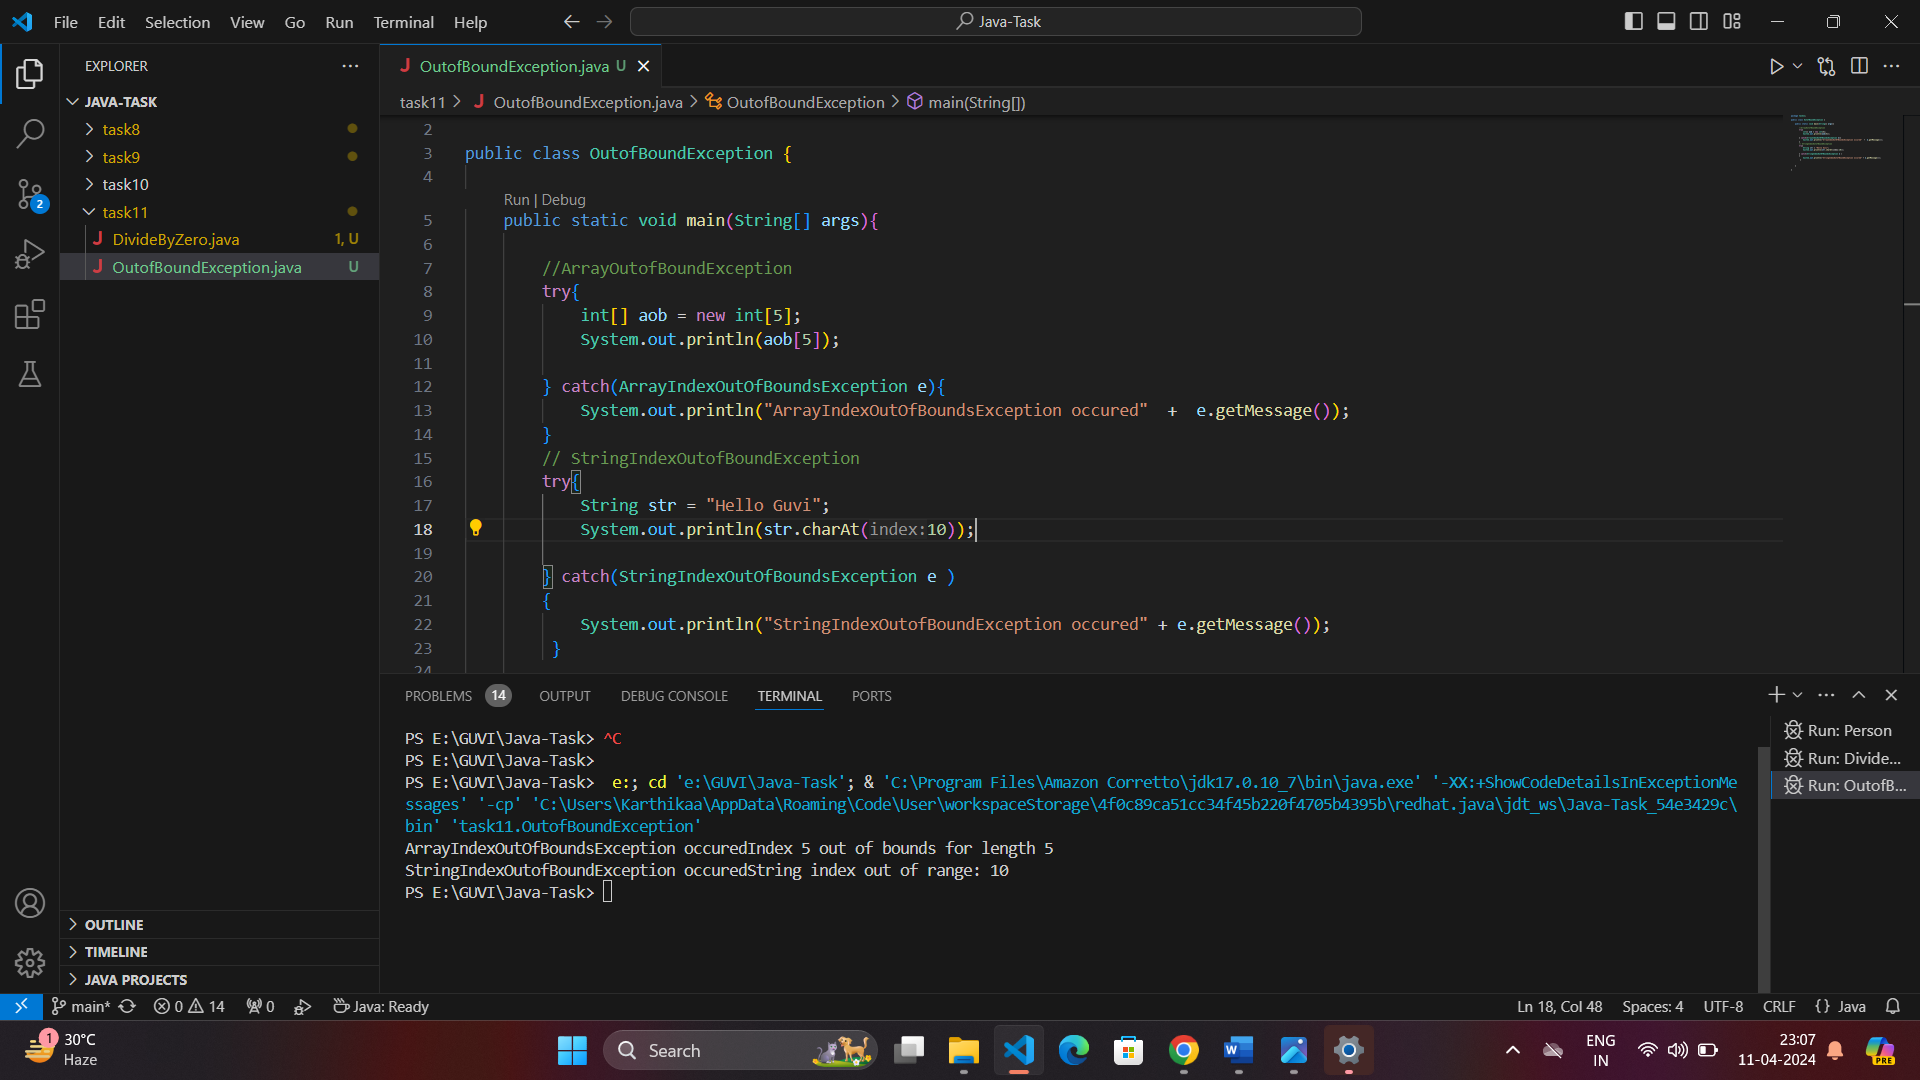 File Edit Selection View Go Run Terminal Help
Java-Task
EXPLORER
JAVA-TASK
task8
task9
task10
task11
DivideByZero.java 1, U
OutofBoundException.java U
OUTLINE
TIMELINE
JAVA PROJECTS
2
OutofBoundException.java U
task11 > OutofBoundException.java > OutofBoundException > main(String[])
2
3 public class OutofBoundException {
4
Run | Debug
5 public static void main(String[] args){
6
7 //ArrayOutofBoundException
8 try{
9 int[] aob = new int[5];
10 System.out.println(aob[5]);
11
12 } catch(ArrayIndexOutOfBoundsException e){
13 System.out.println("ArrayIndexOutOfBoundsException occured" + e.getMessage());
14 }
15 // StringIndexOutofBoundException
16 try{
17 String str = "Hello Guvi";
18 System.out.println(str.charAt(index:10));
19
20 } catch(StringIndexOutOfBoundsException e )
21 {
22 System.out.println("StringIndexOutofBoundException occured" + e.getMessage());
23 }
24
PROBLEMS 14 OUTPUT DEBUG CONSOLE TERMINAL PORTS
PS E:\GUVI\Java-Task> ^C
PS E:\GUVI\Java-Task>
PS E:\GUVI\Java-Task> e:; cd 'e:\GUVI\Java-Task'; & 'C:\Program Files\Amazon Corretto\jdk17.0.10_7\bin\java.exe' '-XX:+ShowCodeDetailsInExceptionMe
ssages' '-cp' 'C:\Users\Karthikaa\AppData\Roaming\Code\User\workspaceStorage\4f0c89ca51cc34f45b220f4705b4395b\redhat.java\jdt_ws\Java-Task_54e3429c\
bin' 'task11.OutofBoundException'
ArrayIndexOutOfBoundsException occuredIndex 5 out of bounds for length 5
StringIndexOutofBoundException occuredString index out of range: 10
PS E:\GUVI\Java-Task>
Run: Person
Run: Divide...
Run: OutofB...
main* 0 14 0 Java: Ready
Ln 18, Col 48 Spaces: 4 UTF-8 CRLF {} Java
1
30°C
Haze
Search
ENG
IN
23:07
11-04-2024
PRE